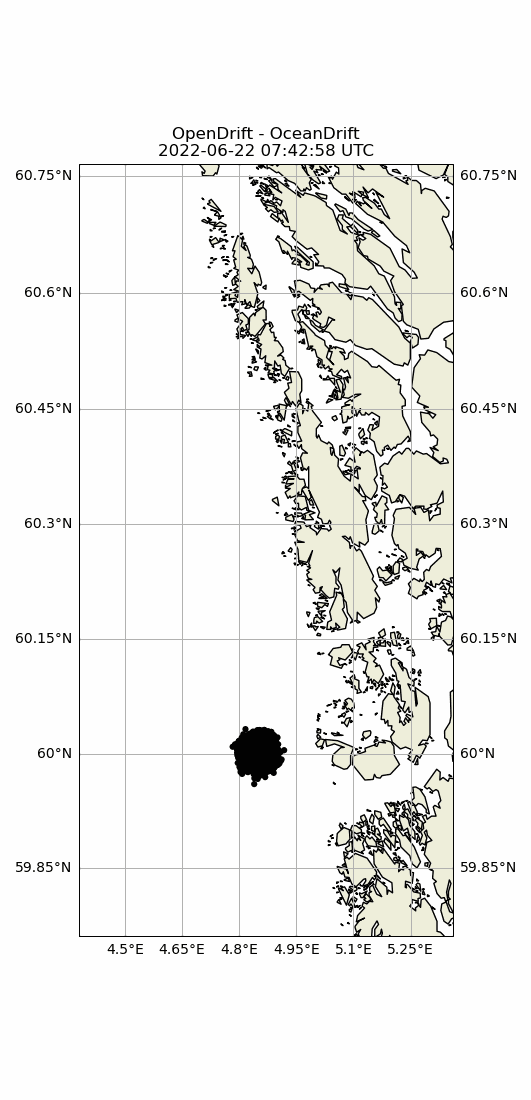 OpenDrift - OceanDrift
2022-06-22 07:42:58 UTC
60.75°N 60.75°N
60.6°N 60.6°N
60.45°N 60.45°N
60.3°N 60.3°N
60.15°N 60.15°N
60°N 60°N
59.85°N 59.85°N
4.5°E 4.65°E 4.8°E 4.95°E 5.1°E 5.25°E